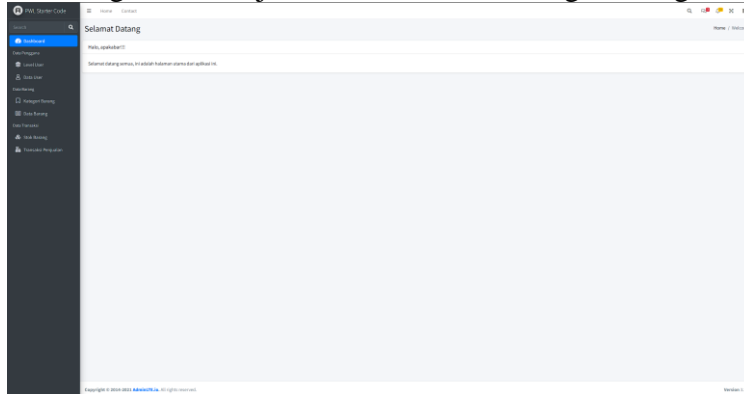 PWL Starter Code
Home Contact
Search
Selamat Datang
Home /
Dashboard
Halo, apakabar!!!
Data Pengguna
Selamat datang semua, ini adalah halaman utama dari aplikasi ini.
Level User
Data User
Data Barang
Kategori Barang
Data Barang
Data Transaksi
Stok Barang
Transaksi Penjualan
Copyright © 2014-2021 AdminLTE.io. All rights reserved.
Version